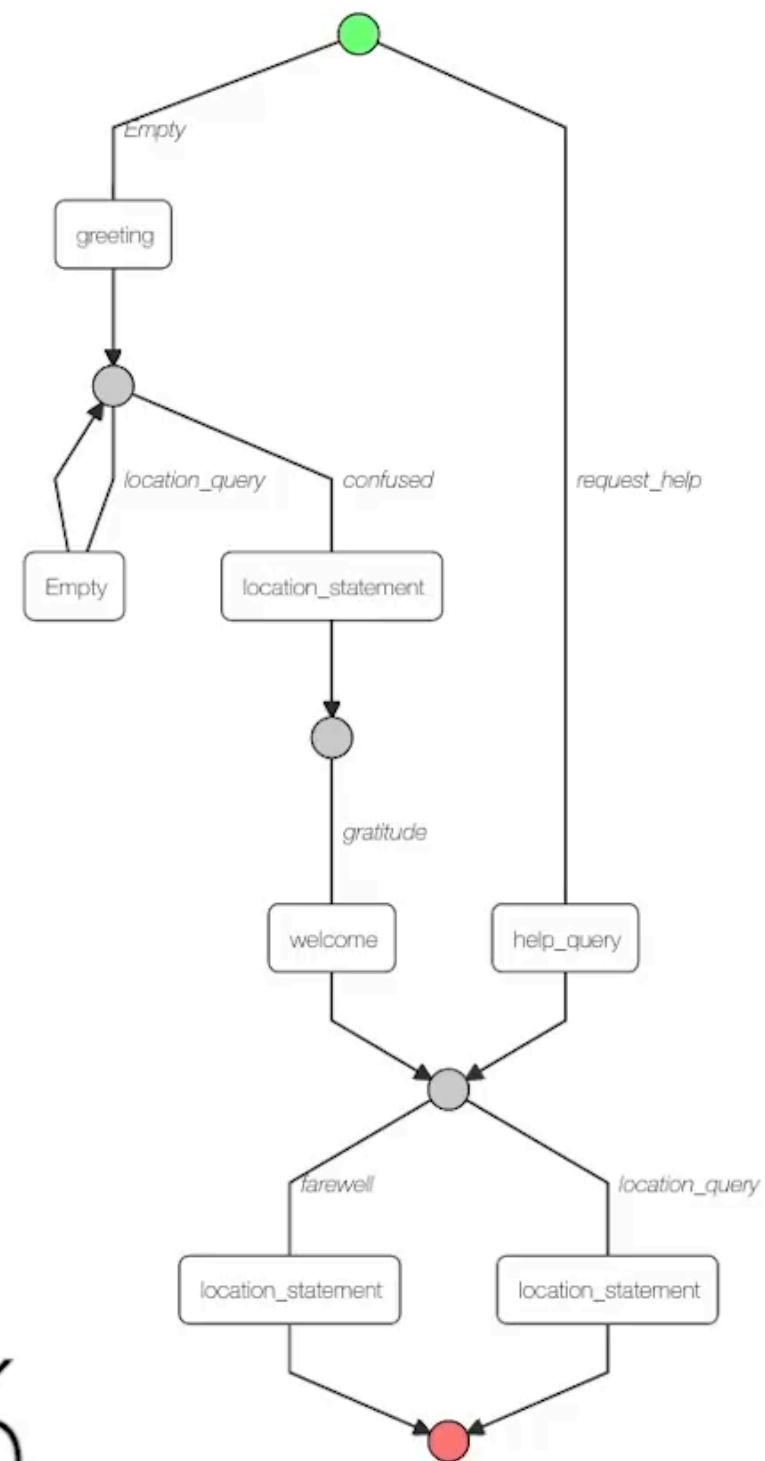 Empty
greeting
location_query
confused
request_help
Empty
location_statement
gratitude
welcome
help_query
farewell
location_query
location_statement
location_statement